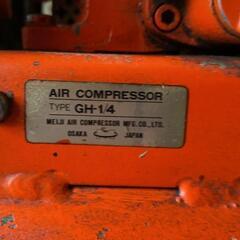 AIR COMPRESSOR
TYPE GH-1/4
MEIJI AIR COMPRESSOR MFG. CO., LTD.
OSAKA JAPAN